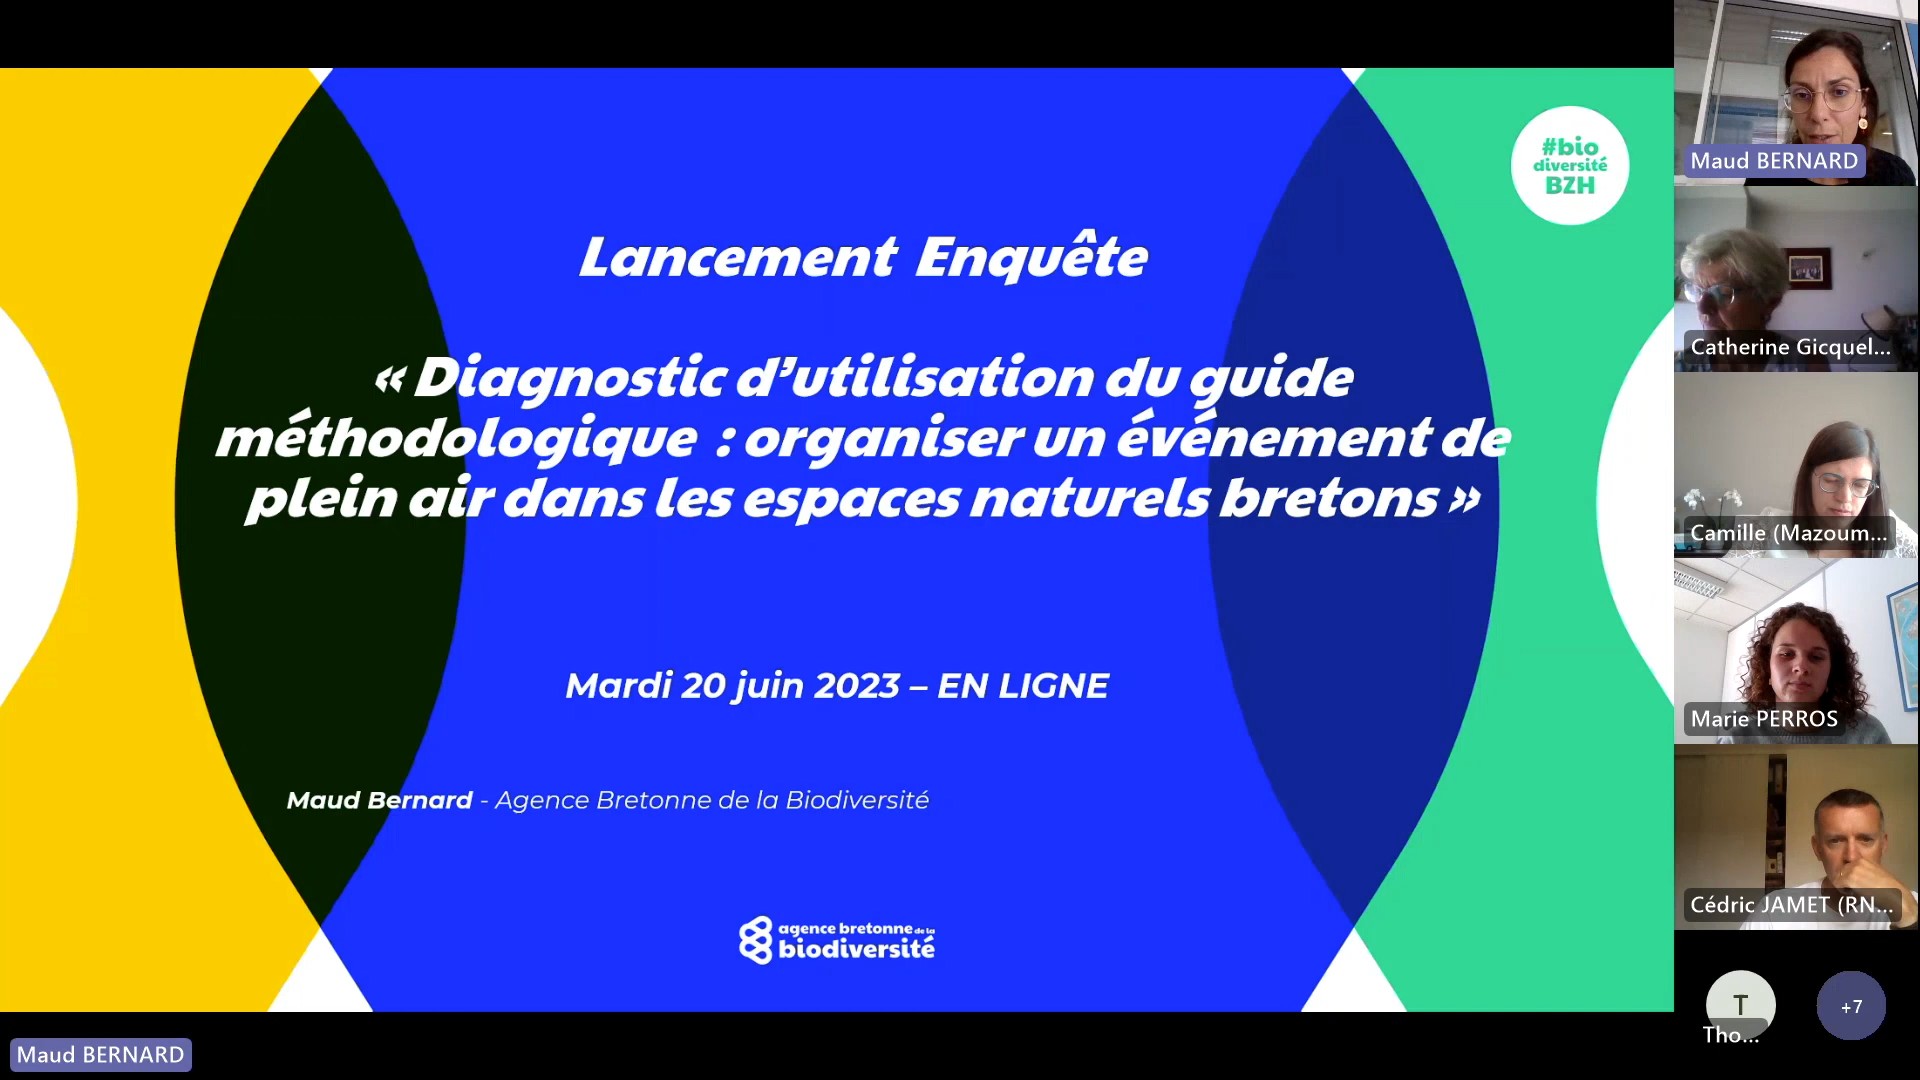 #bio
diversité
BZH
Lancement Enquête
« Diagnostic d’utilisation du guide
méthodologique : organiser un événement de
plein air dans les espaces naturels bretons »
Mardi 20 juin 2023 – EN LIGNE
Maud Bernard - Agence Bretonne de la Biodiversité
agence bretonne de la
biodiversité
Maud BERNARD
Maud BERNARD
Catherine Gicquel...
Camille (Mazoum...
Marie PERROS
Cédric JAMET (RN...
T
Tho...
+7